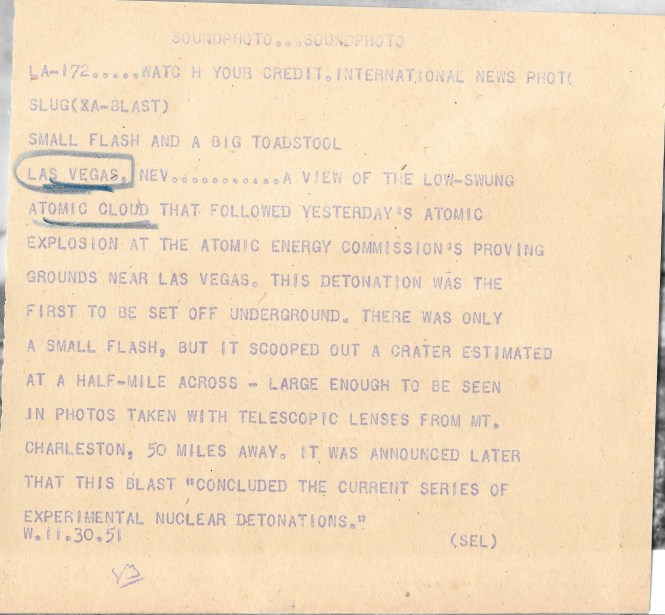 SOUNDPHOTO...SOUNDPHOTO
LA-172.....WATC H YOUR CREDIT.INTERNATIONAL NEWS PHOT(
SLUG(XA-BLAST)
SMALL FLASH AND A BIG TOADSTOOL
LAS VEGAS, NEV............A VIEW OF THE LOW-SWUNG
ATOMIC CLOUD THAT FOLLOWED YESTERDAY'S ATOMIC
EXPLOSION AT THE ATOMIC ENERGY COMMISSION'S PROVING
GROUNDS NEAR LAS VEGAS. THIS DETONATION WAS THE
FIRST TO BE SET OFF UNDERGROUND. THERE WAS ONLY
A SMALL FLASH, BUT IT SCOOPED OUT A CRATER ESTIMATED
AT A HALF-MILE ACROSS - LARGE ENOUGH TO BE SEEN
IN PHOTOS TAKEN WITH TELESCOPIC LENSES FROM MT.
CHARLESTON, 50 MILES AWAY. IT WAS ANNOUNCED LATER
THAT THIS BLAST "CONCLUDED THE CURRENT SERIES OF
EXPERIMENTAL NUCLEAR DETONATIONS."
W.11.30.51 (SEL)